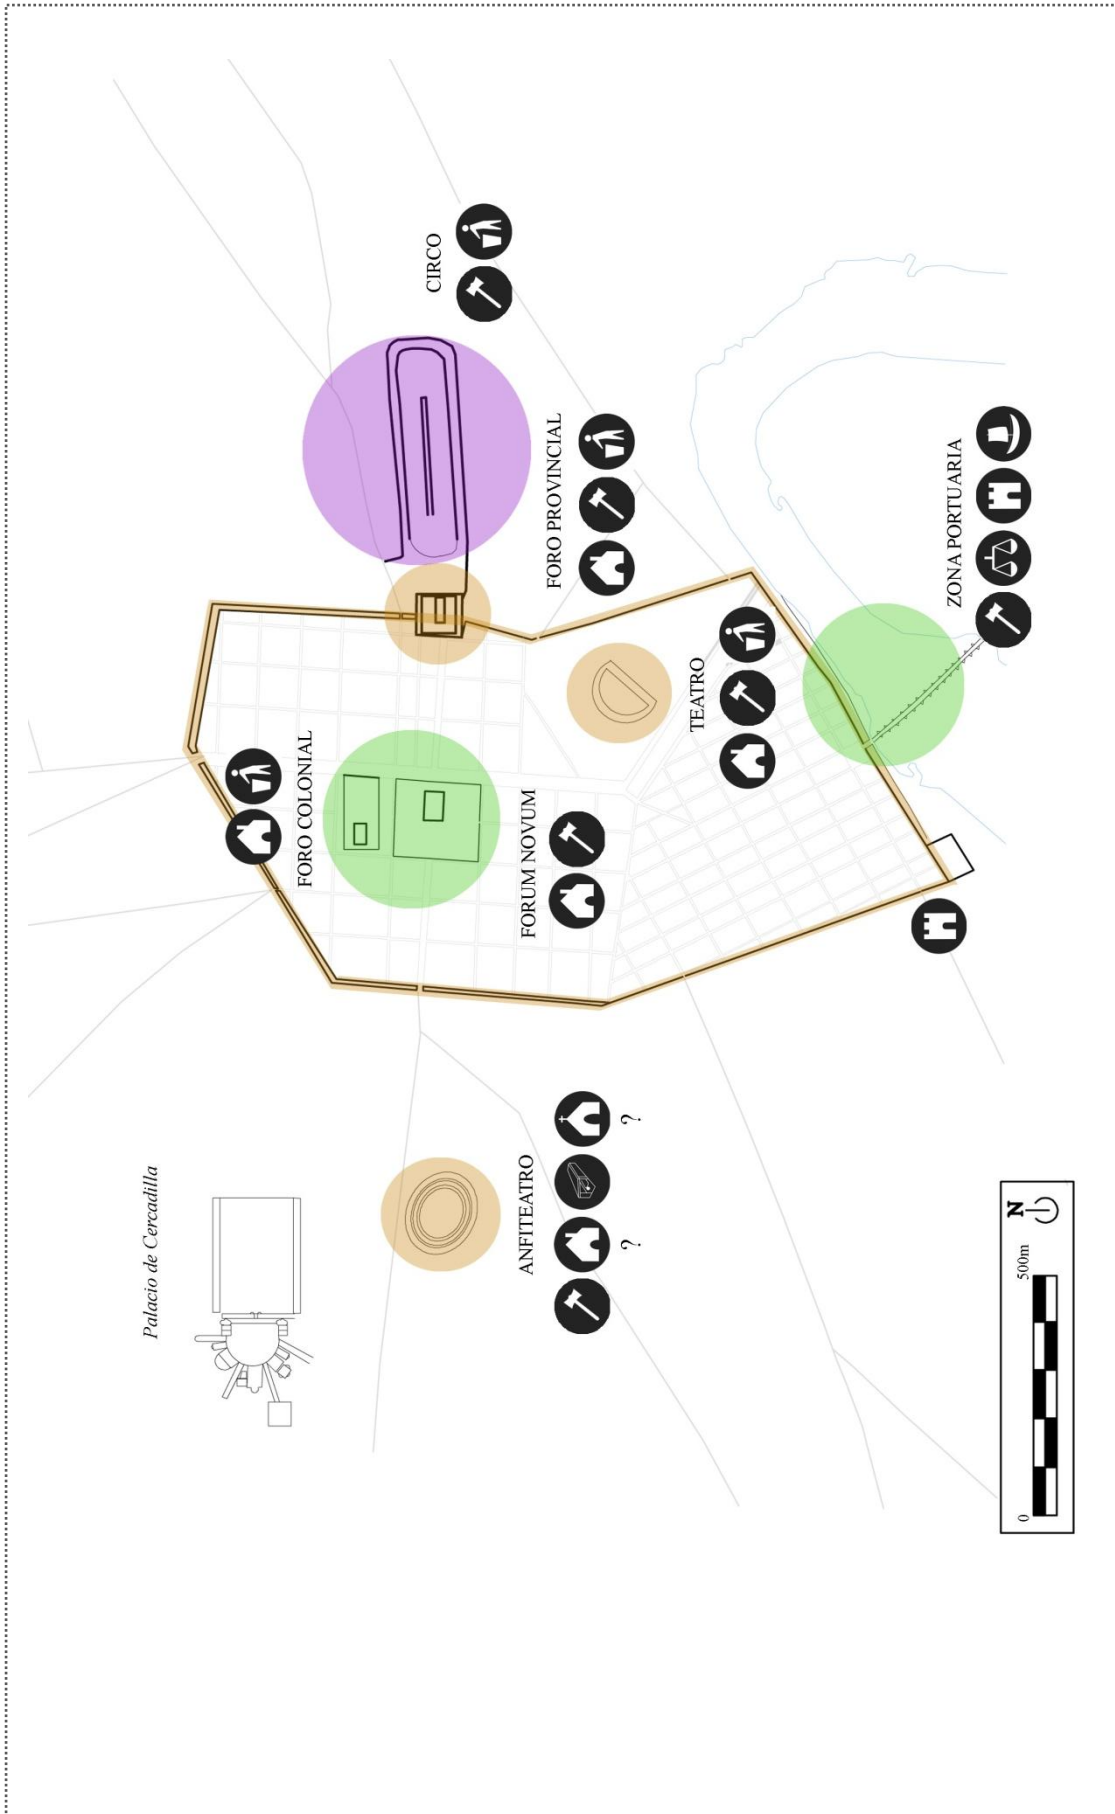 Palacio de Cercadilla
FORO COLONIAL
CIRCO
ANFITEATRO
FORUM NOVUM
FORO PROVINCIAL
?
?
TEATRO
ZONA PORTUARIA
N
0
500m